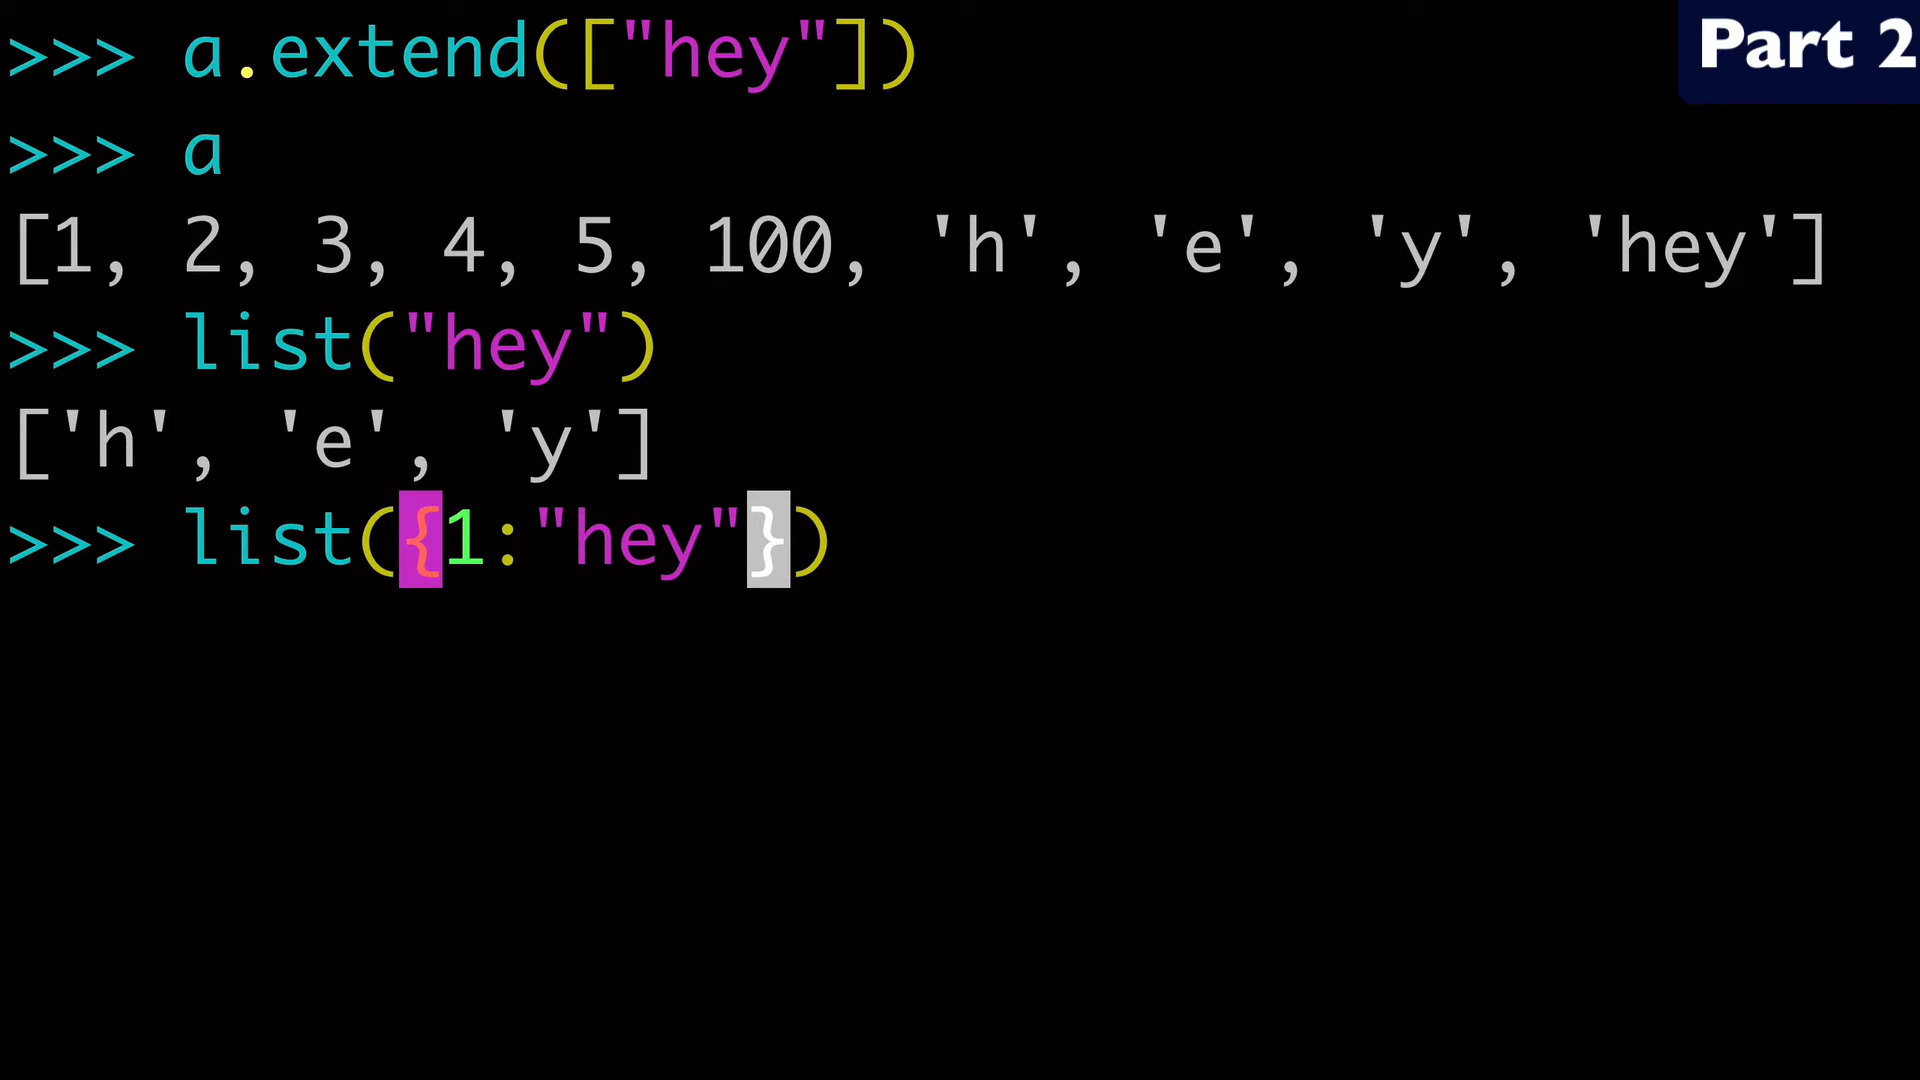 >>> a.extend(["hey"])
Part 2
>>> a
[1, 2, 3, 4, 5, 100, 'h', 'e', 'y', 'hey']
>>> list("hey")
['h', 'e', 'y']
>>> list({1:"hey"})